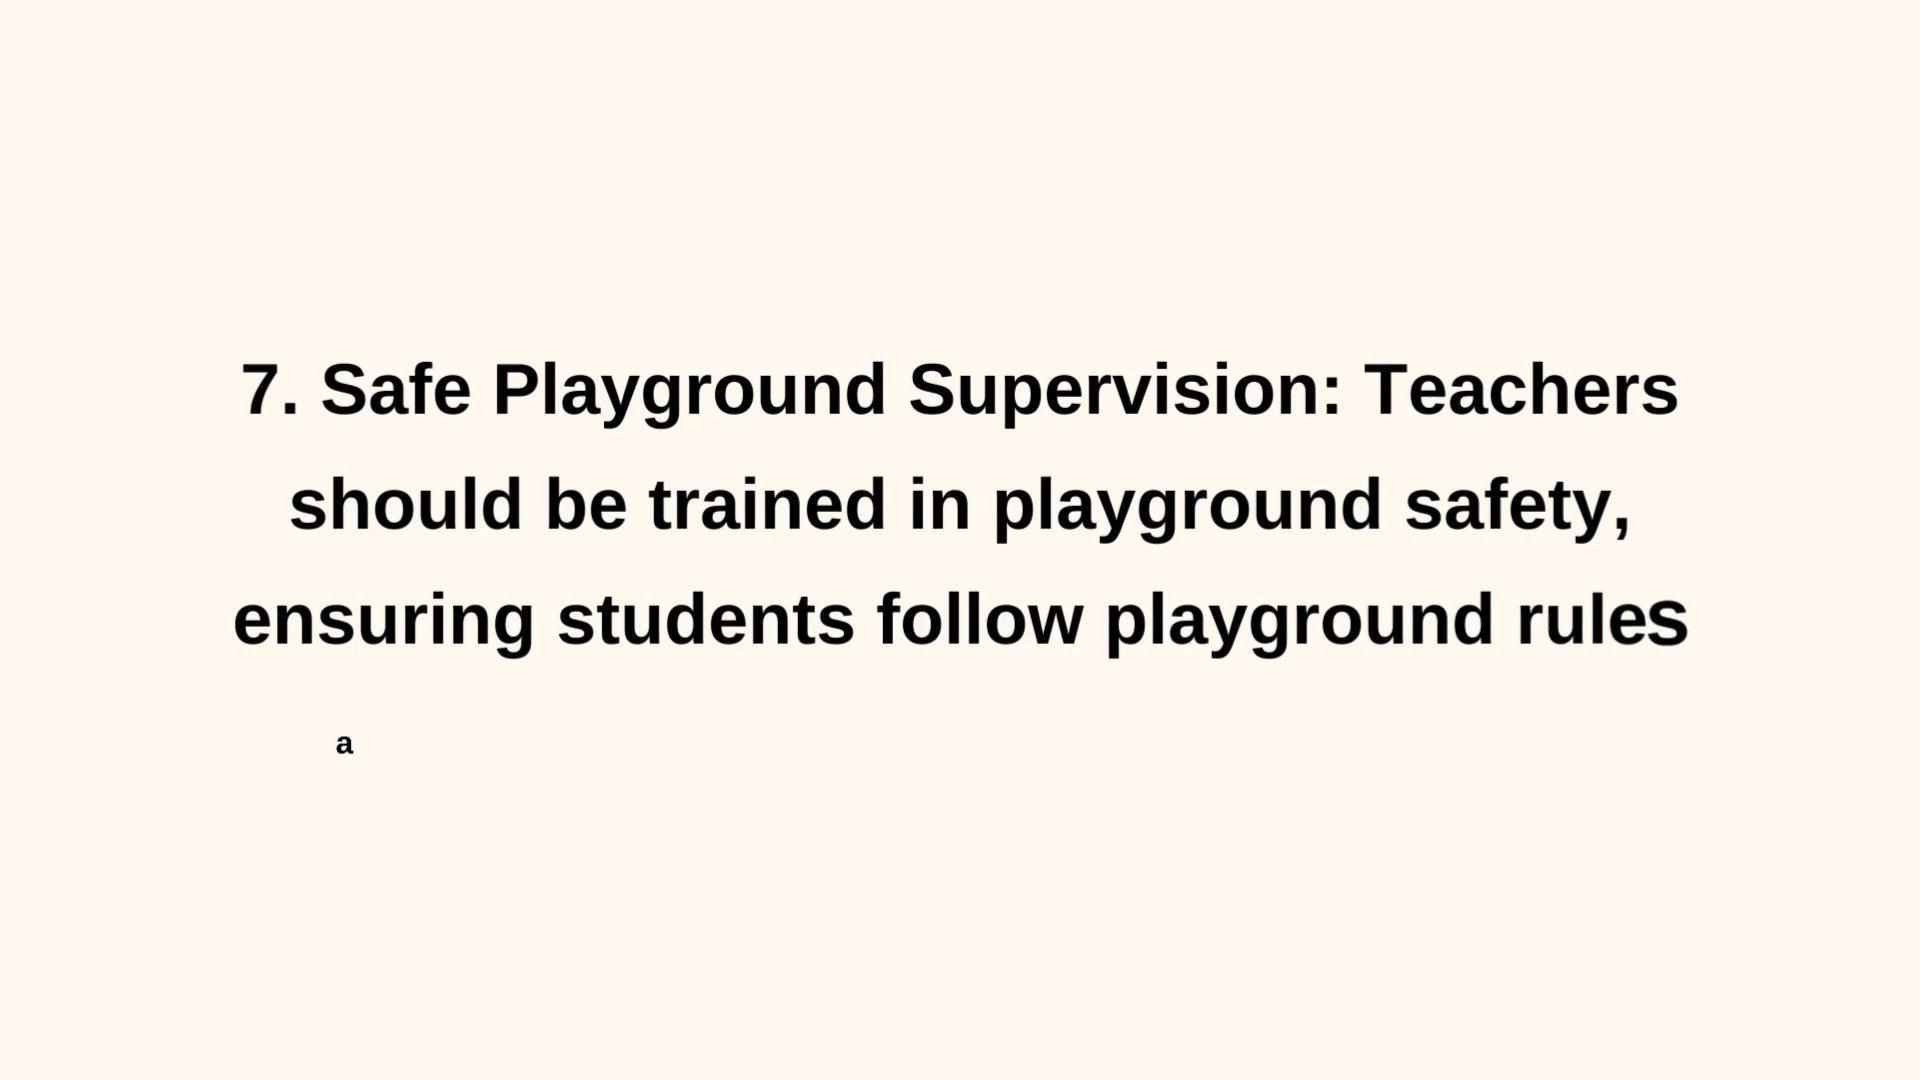 7. Safe Playground Supervision: Teachers
should be trained in playground safety,
ensuring students follow playground rules
a